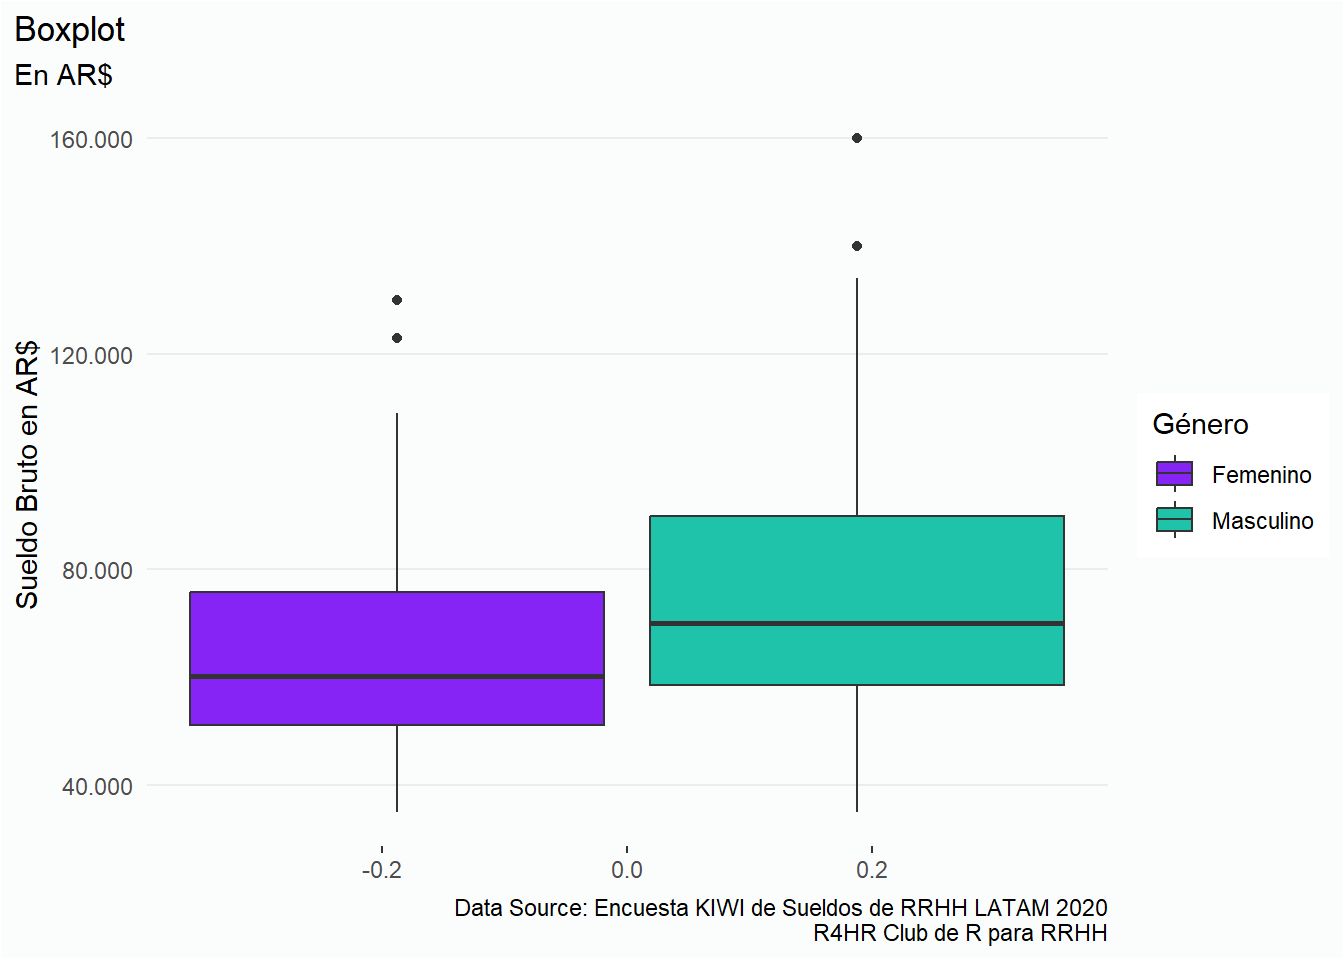 Boxplot
En AR$
160.000
120.000
80.000
40.000
Sueldo Bruto en AR$
-0.2
0.0
0.2
Género
Femenino
Masculino
Data Source: Encuesta KIWI de Sueldos de RRHH LATAM 2020
R4HR Club de R para RRHH